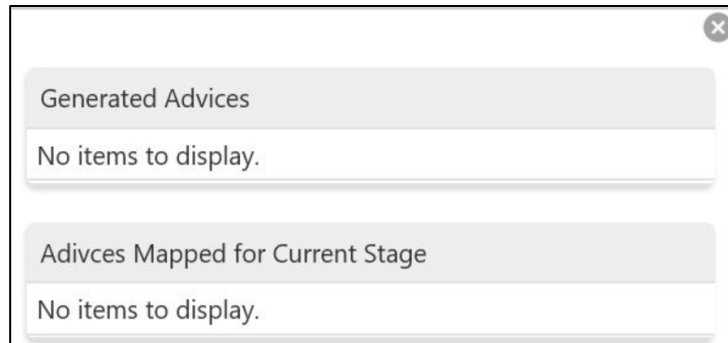 Generated Advices
No items to display.
Adivces Mapped for Current Stage
No items to display.